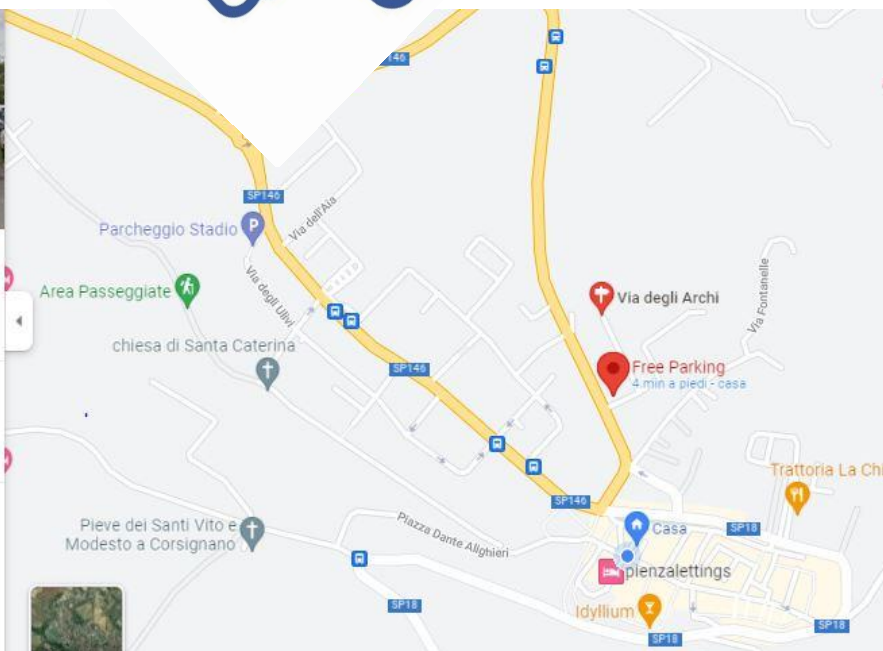 146
SP146
Parcheggio Stadio
P
Via dell'Aia
Area Passeggiate
Via degli Ulivi
Via degli Archi
Via Fontanelle
chiesa di Santa Caterina
SP146
Free Parking
4 min a piedi - casa
Trattoria La Chi
SP146
Pieve dei Santi Vito e
Modesto a Corsignano
Piazza Dante Alighieri
Casa
SP18
pienzalettings
SP18
Idyllium
SP18
SP18